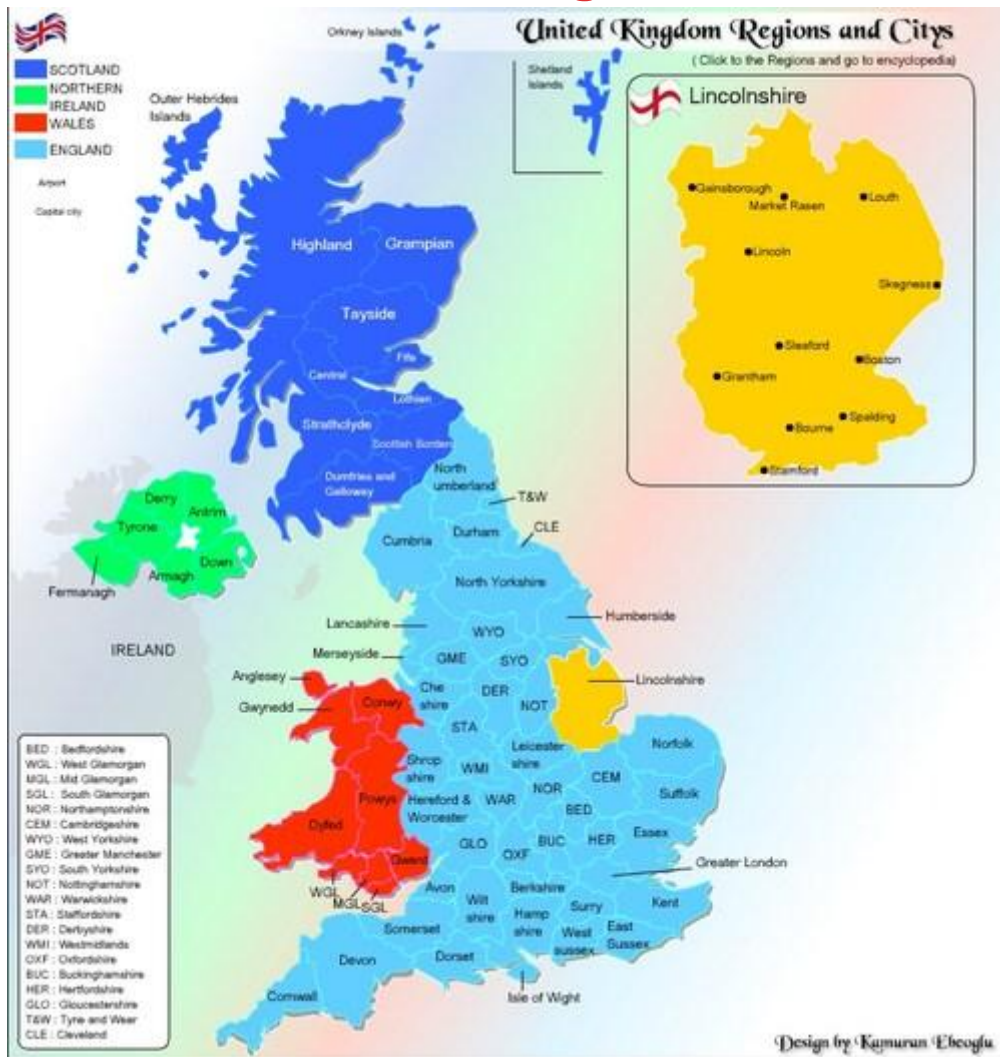 United Kingdom Regions and Citys
( Click to the Regions and go to encyclopedia)
SCOTLAND
NORTHERN
IRELAND
WALES
ENGLAND
Airport
Capital city
Orkney Islands
Outer Hebrides
Islands
Shetland
Islands
Lincolnshire
Gainsborough
Market Rasen
Louth
Lincoln
Skegness
Sleaford
Boston
Grantham
Spalding
Bourne
Stamford
Highland
Grampian
Tayside
Fife
Central
Lothian
Strathclyde
Scottish Borders
Dumfries and
Galloway
Derry
Antrim
Tyrone
Down
Armagh
Fermanagh
IRELAND
North
umberland
T&W
CLE
Durham
Cumbria
North Yorkshire
Humberside
Lancashire
WYO
Merseyside
GME
SYO
Lincolnshire
Anglesey
Gwynedd
Conwy
Che
shire
DER
NOT
STA
Leicester
shire
Norfolk
Shrop
shire
WMI
NOR
CEM
Suffolk
Powys
Hereford &
Worcester
WAR
BED
Dyfed
GLO
OXF
BUC
HER
Essex
Gwent
Greater London
WGL
MGL
SGL
Avon
Wilt
shire
Berkshire
Surry
Kent
Hamp
shire
West
sussex
East
Sussex
Somerset
Dorset
Devon
Cornwall
Isle of Wight
BED : Bedfordshire
WGL : West Glamorgan
MGL : Mid Glamorgan
SGL : South Glamorgan
NOR : Northamptonshire
CEM : Cambridgeshire
WYO : West Yorkshire
GME : Greater Manchester
SYO : South Yorkshire
NOT : Nottinghamshire
WAR : Warwickshire
STA : Staffordshire
DER : Derbyshire
WMI : Westmidlands
OXF : Oxfordshire
BUC : Buckinghamshire
HER : Hertfordshire
GLO : Gloucestershire
T&W : Tyne and Wear
CLE : Cleveland
Design by Kamuran Ebeoglu